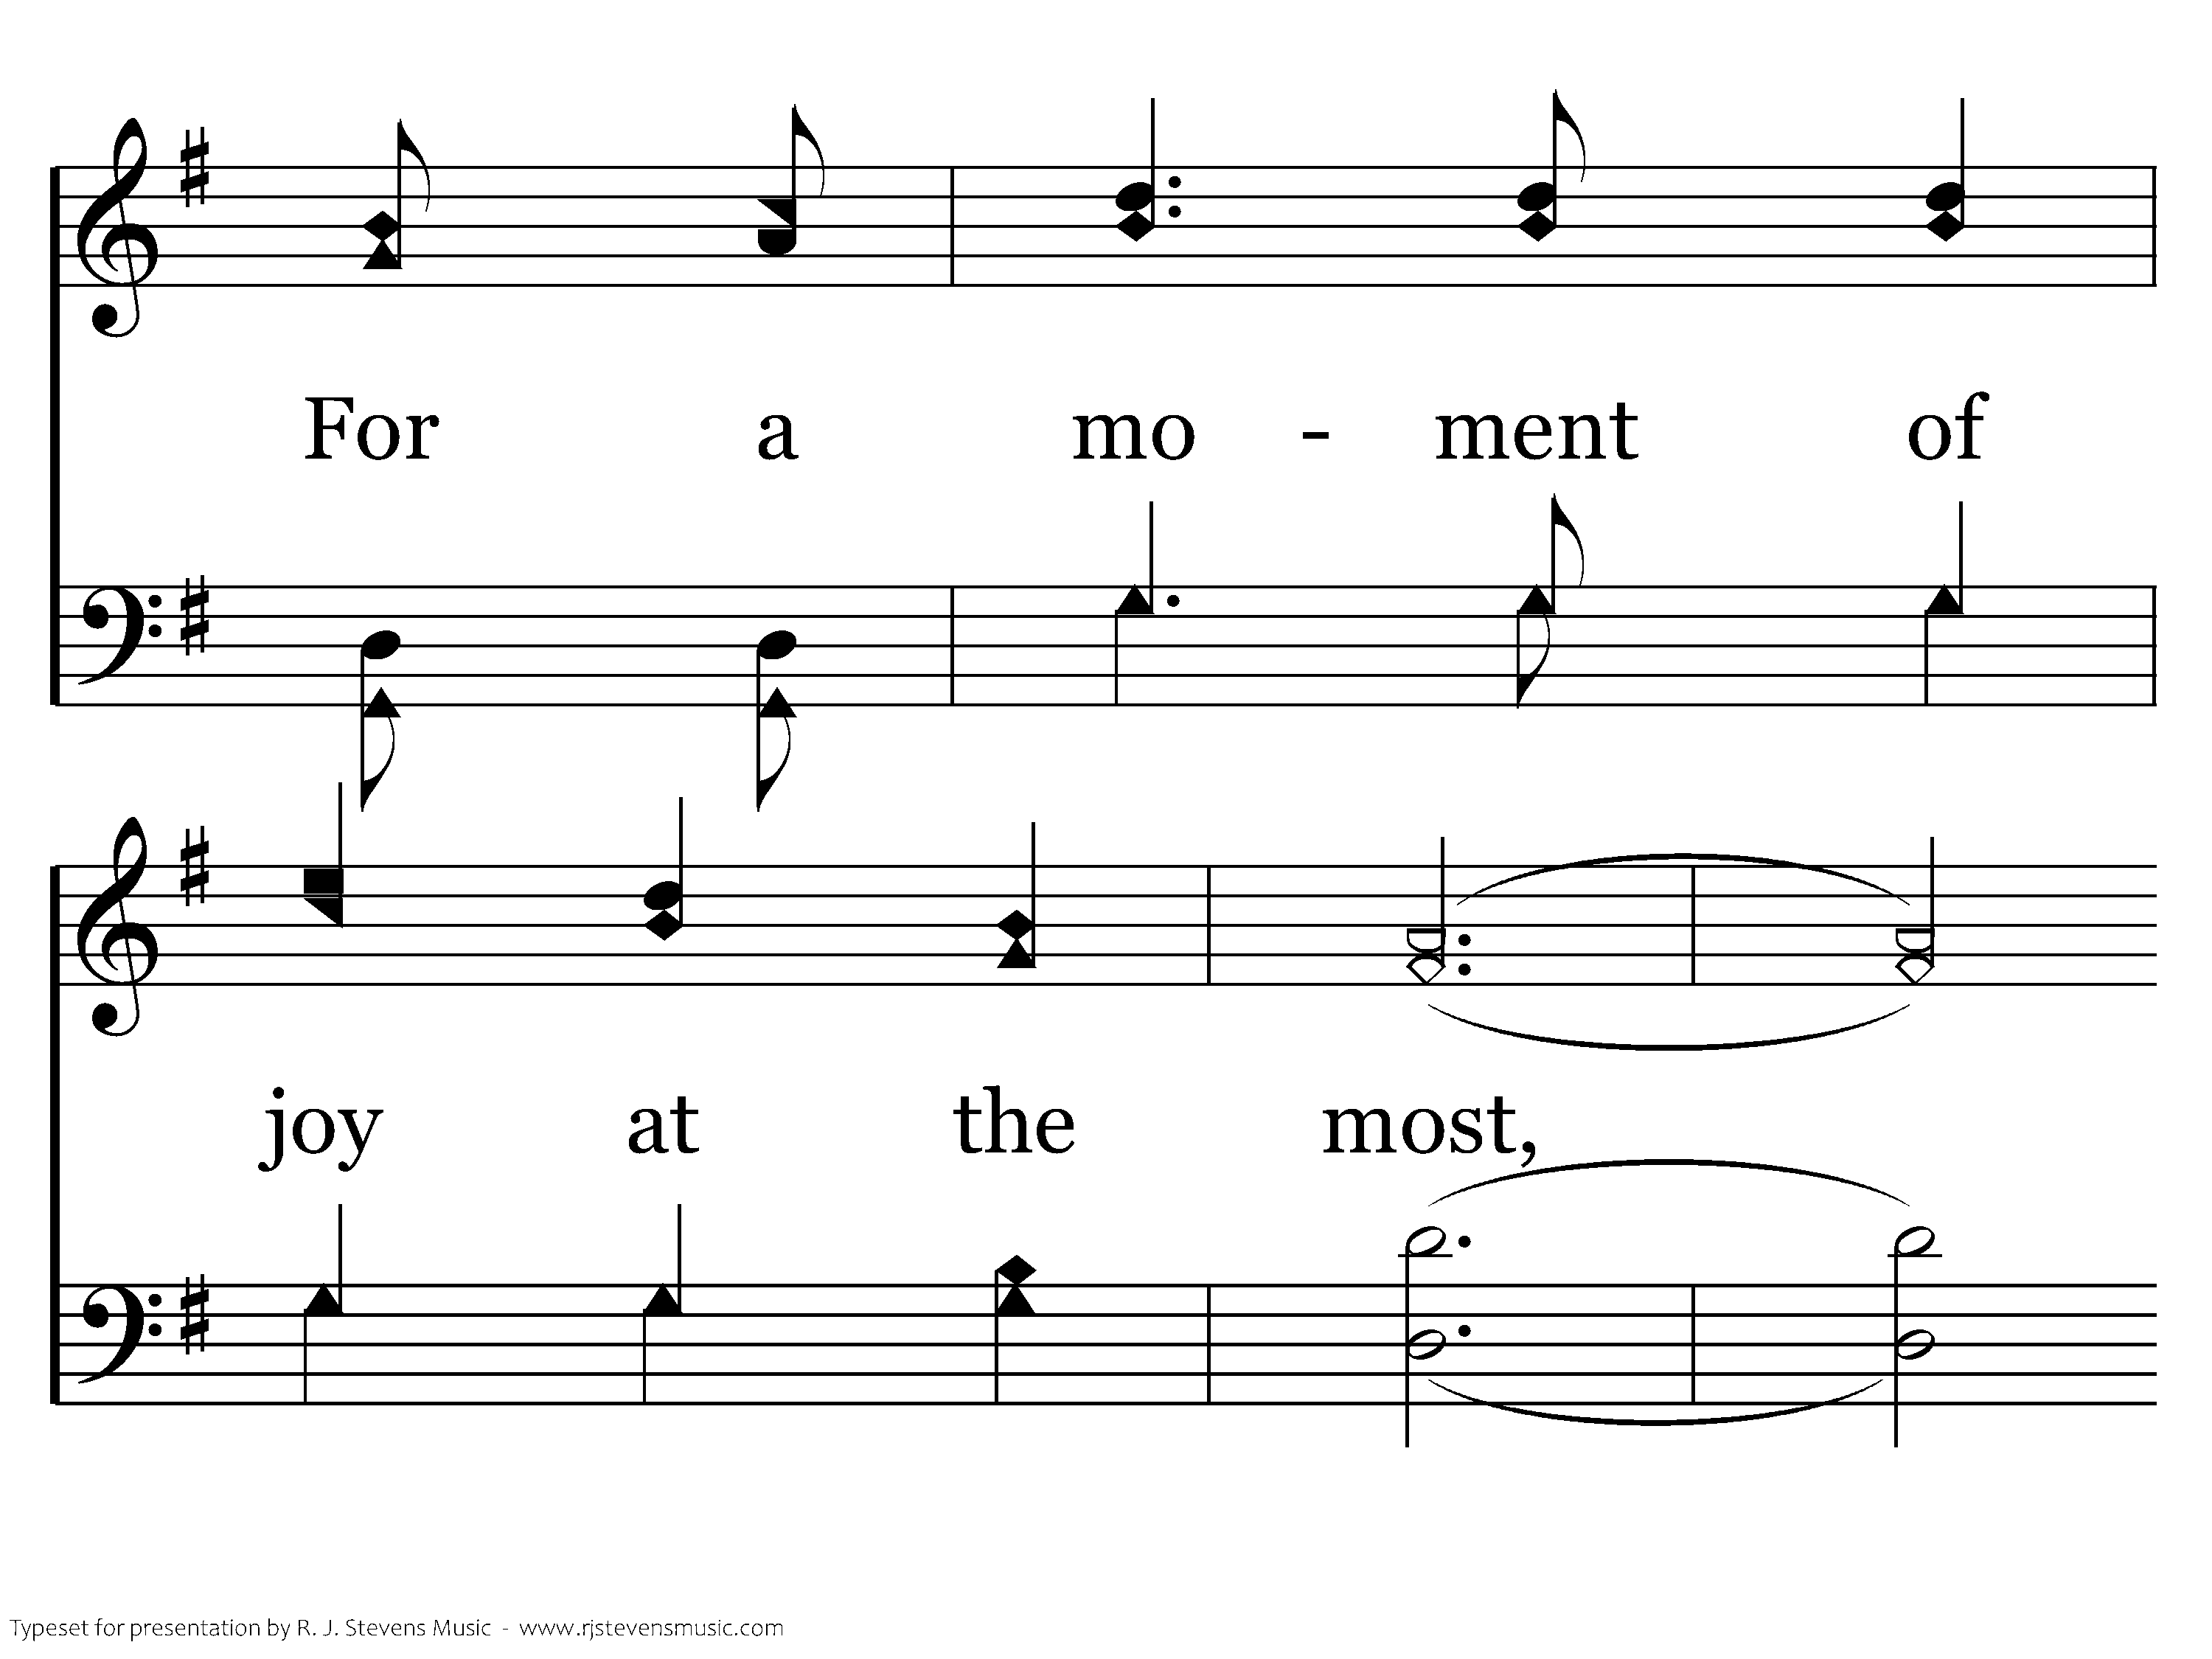 For a mo - ment of
joy at the most,
Typeset for presentation by R. J. Stevens Music - www.rjstevensmusic.com